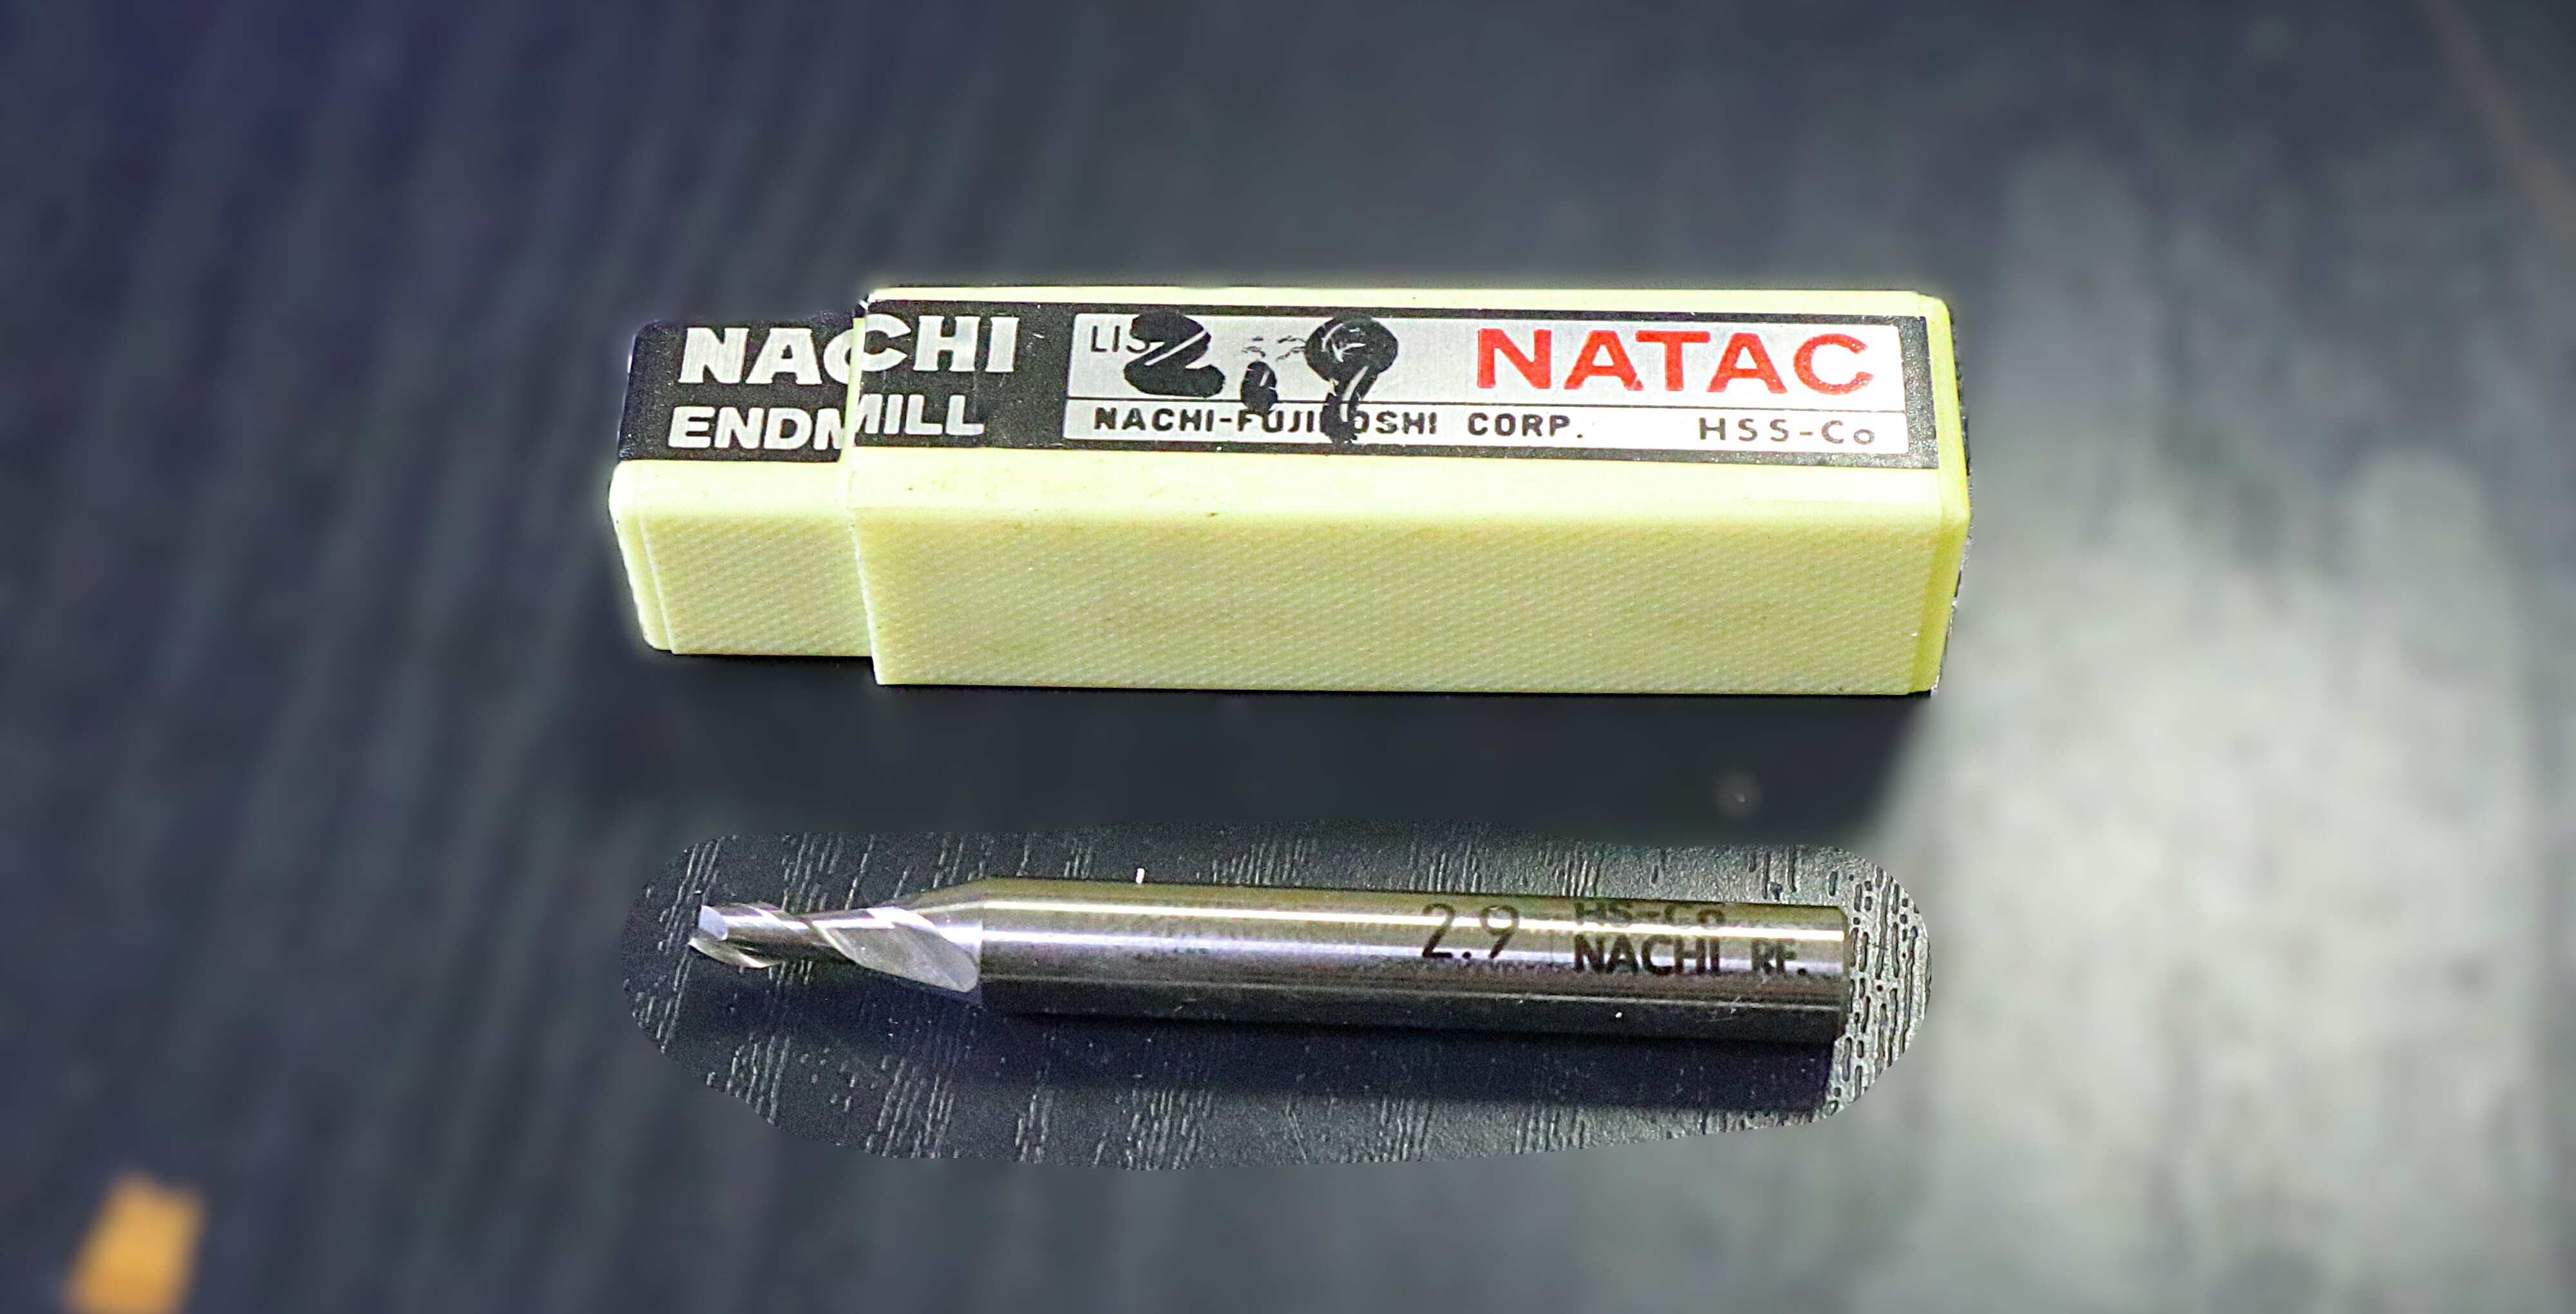 NACHI
ENDMILL
LIS 2.9 NATAC
NACHI-FUJIKOSHI CORP. HSS-Co
2.9 HS-Co
NACHI RF.